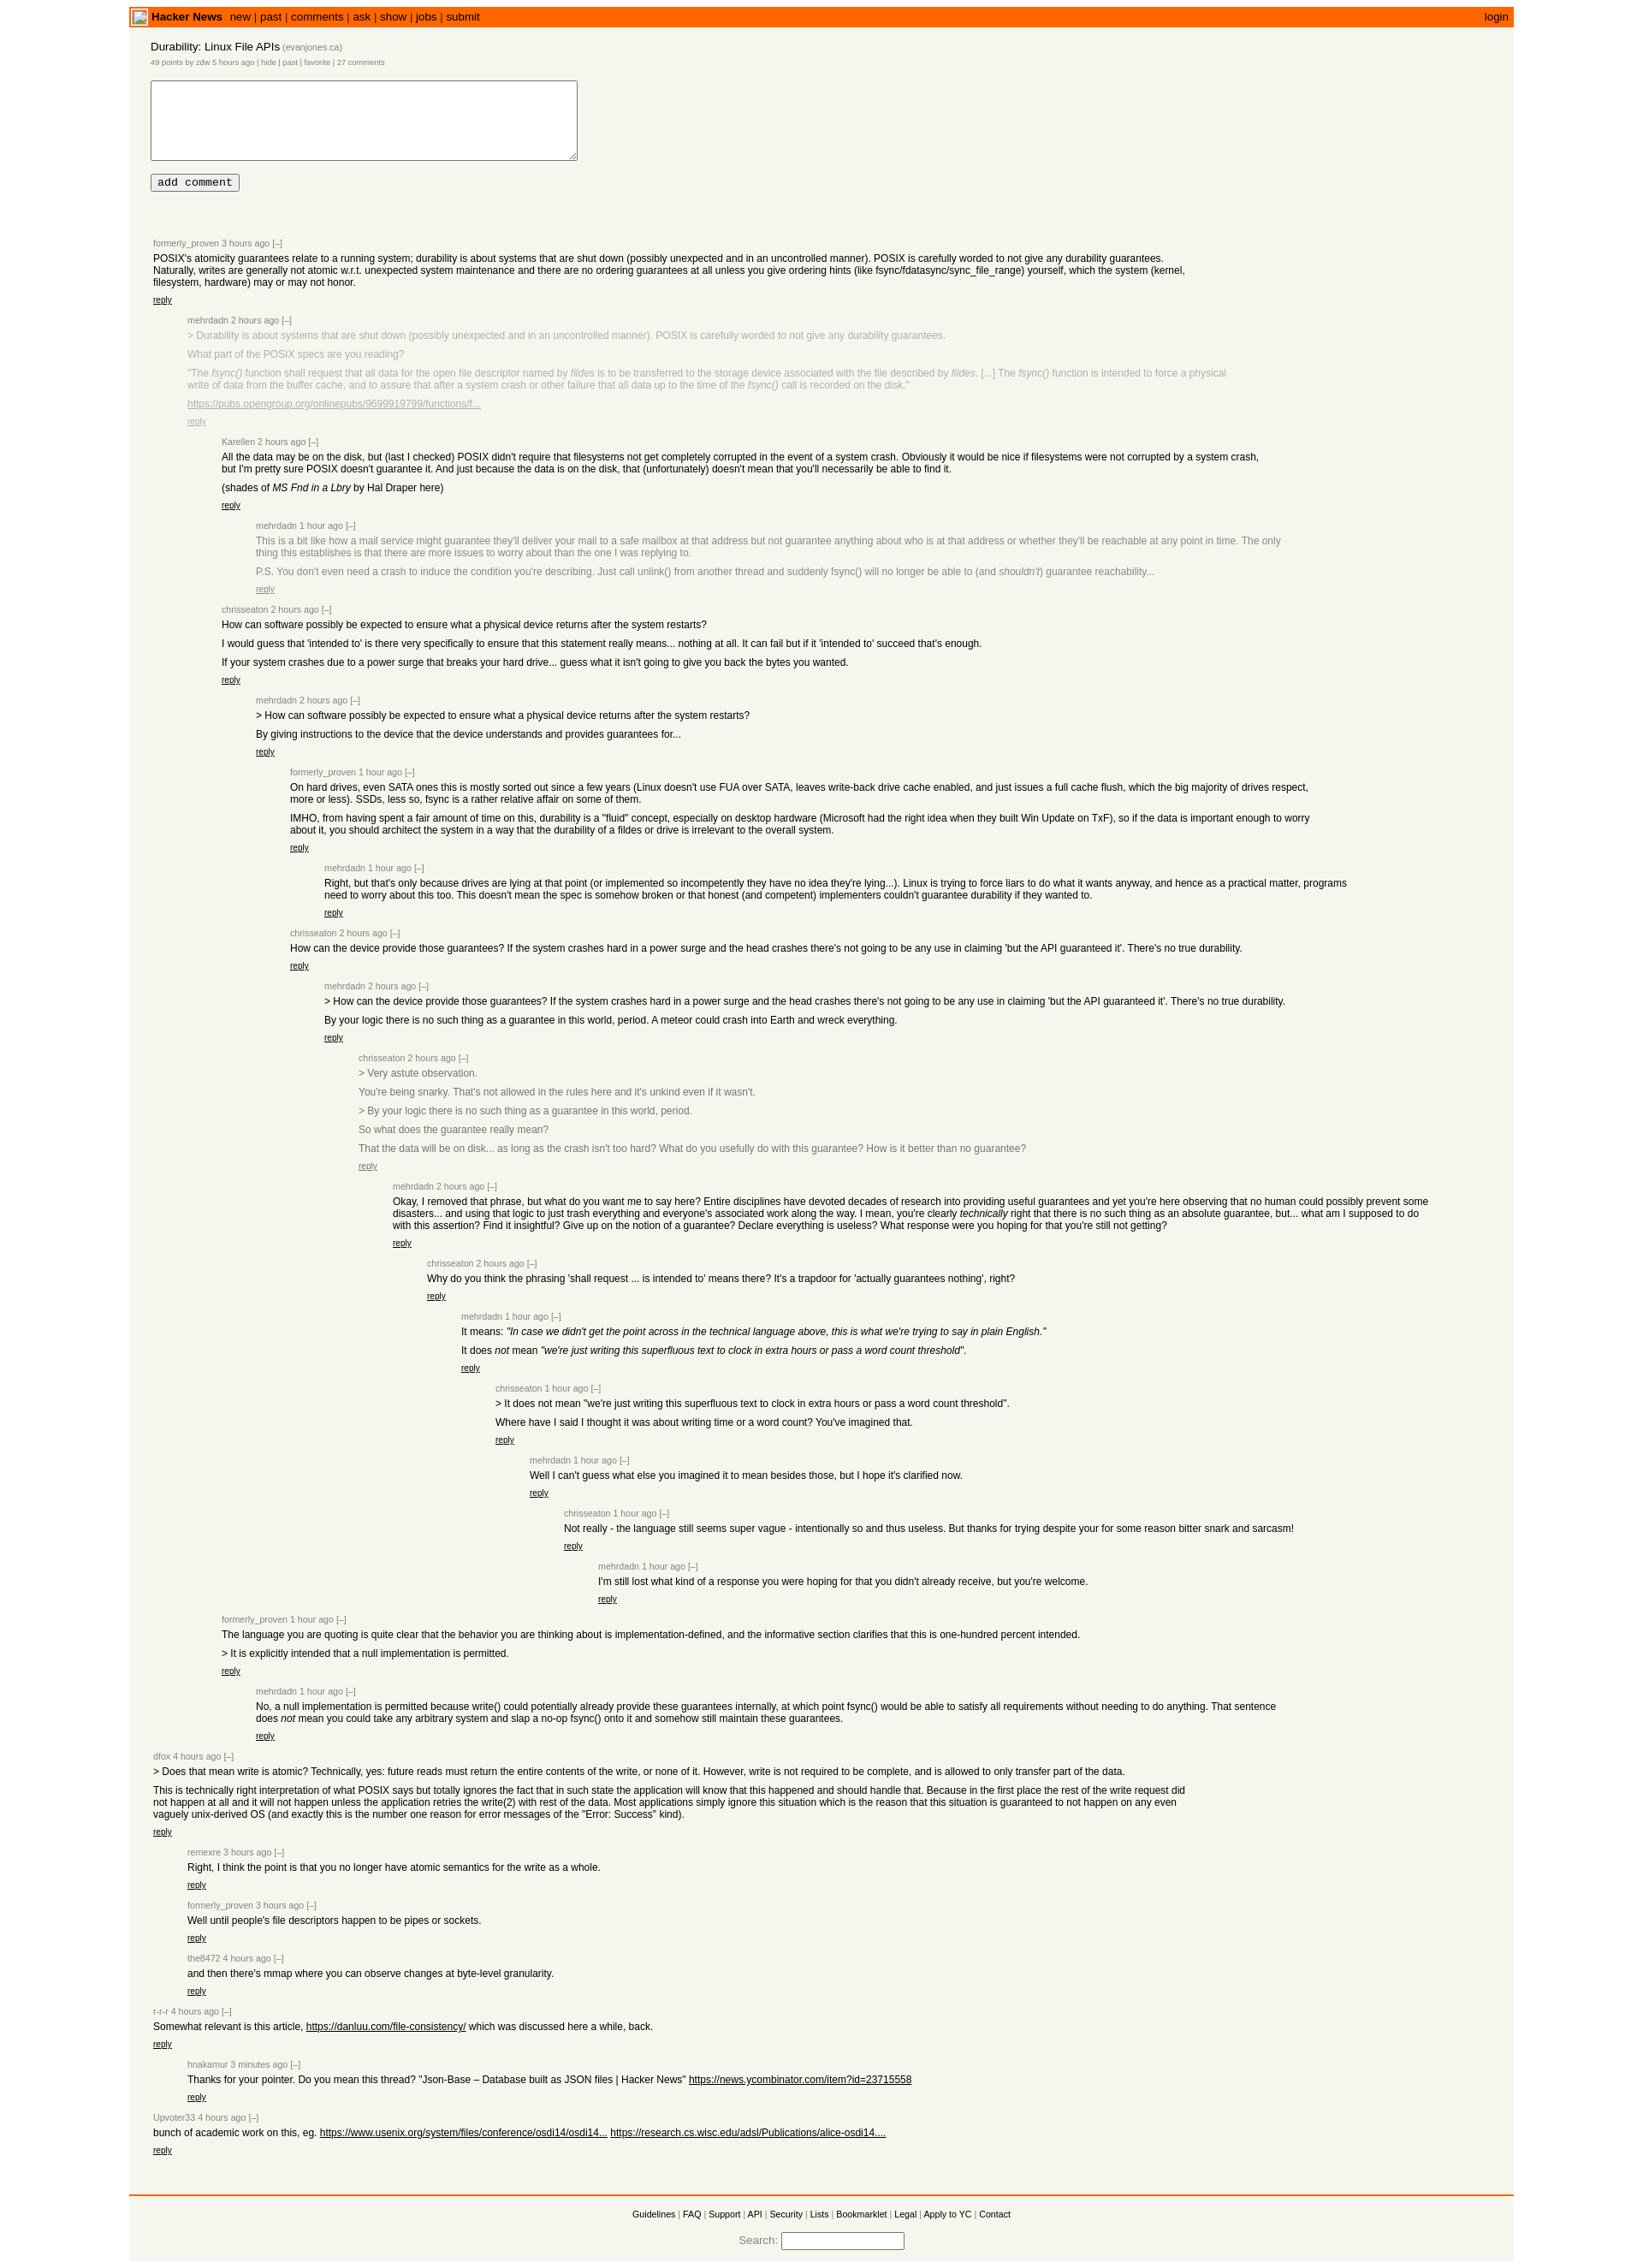 Hacker News new | past | comments | ask | show | jobs | submit login
Durability: Linux File APIs (evanjones.ca)
49 points by zdw 5 hours ago | hide | past | favorite | 27 comments
add comment
formerly_proven 3 hours ago [–]
POSIX's atomicity guarantees relate to a running system; durability is about systems that are shut down (possibly unexpected and in an uncontrolled manner). POSIX is carefully worded to not give any durability guarantees.
Naturally, writes are generally not atomic w.r.t. unexpected system maintenance and there are no ordering guarantees at all unless you give ordering hints (like fsync/fdatasync/sync_file_range) yourself, which the system (kernel,
filesystem, hardware) may or may not honor.
reply
mehrdadn 2 hours ago [–]
> Durability is about systems that are shut down (possibly unexpected and in an uncontrolled manner). POSIX is carefully worded to not give any durability guarantees.
What part of the POSIX specs are you reading?
"The fsync() function shall request that all data for the open file descriptor named by fildes is to be transferred to the storage device associated with the file described by fildes. [...] The fsync() function is intended to force a physical
write of data from the buffer cache, and to assure that after a system crash or other failure that all data up to the time of the fsync() call is recorded on the disk."
https://pubs.opengroup.org/onlinepubs/9699919799/functions/f...
reply
Karellen 2 hours ago [–]
All the data may be on the disk, but (last I checked) POSIX didn't require that filesystems not get completely corrupted in the event of a system crash. Obviously it would be nice if filesystems were not corrupted by a system crash,
but I'm pretty sure POSIX doesn't guarantee it. And just because the data is on the disk, that (unfortunately) doesn't mean that you'll necessarily be able to find it.
(shades of MS Fnd in a Lbry by Hal Draper here)
reply
mehrdadn 1 hour ago [–]
This is a bit like how a mail service might guarantee they'll deliver your mail to a safe mailbox at that address but not guarantee anything about who is at that address or whether they'll be reachable at any point in time. The only
thing this establishes is that there are more issues to worry about than the one I was replying to.
P.S. You don't even need a crash to induce the condition you're describing. Just call unlink() from another thread and suddenly fsync() will no longer be able to (and shouldn't) guarantee reachability...
reply
chrisseaton 2 hours ago [–]
How can software possibly be expected to ensure what a physical device returns after the system restarts?
I would guess that 'intended to' is there very specifically to ensure that this statement really means... nothing at all. It can fail but if it 'intended to' succeed that's enough.
If your system crashes due to a power surge that breaks your hard drive... guess what it isn't going to give you back the bytes you wanted.
reply
mehrdadn 2 hours ago [–]
> How can software possibly be expected to ensure what a physical device returns after the system restarts?
By giving instructions to the device that the device understands and provides guarantees for...
reply
formerly_proven 1 hour ago [–]
On hard drives, even SATA ones this is mostly sorted out since a few years (Linux doesn't use FUA over SATA, leaves write-back drive cache enabled, and just issues a full cache flush, which the big majority of drives respect,
more or less). SSDs, less so, fsync is a rather relative affair on some of them.
IMHO, from having spent a fair amount of time on this, durability is a "fluid" concept, especially on desktop hardware (Microsoft had the right idea when they built Win Update on TxF), so if the data is important enough to worry
about it, you should architect the system in a way that the durability of a fildes or drive is irrelevant to the overall system.
reply
mehrdadn 1 hour ago [–]
Right, but that's only because drives are lying at that point (or implemented so incompetently they have no idea they're lying...). Linux is trying to force liars to do what it wants anyway, and hence as a practical matter, programs
need to worry about this too. This doesn't mean the spec is somehow broken or that honest (and competent) implementers couldn't guarantee durability if they wanted to.
reply
chrisseaton 2 hours ago [–]
How can the device provide those guarantees? If the system crashes hard in a power surge and the head crashes there's not going to be any use in claiming 'but the API guaranteed it'. There's no true durability.
reply
mehrdadn 2 hours ago [–]
> How can the device provide those guarantees? If the system crashes hard in a power surge and the head crashes there's not going to be any use in claiming 'but the API guaranteed it'. There's no true durability.
By your logic there is no such thing as a guarantee in this world, period. A meteor could crash into Earth and wreck everything.
reply
chrisseaton 2 hours ago [–]
> Very astute observation.
You're being snarky. That's not allowed in the rules here and it's unkind even if it wasn't.
> By your logic there is no such thing as a guarantee in this world, period.
So what does the guarantee really mean?
That the data will be on disk... as long as the crash isn't too hard? What do you usefully do with this guarantee? How is it better than no guarantee?
reply
mehrdadn 2 hours ago [–]
Okay, I removed that phrase, but what do you want me to say here? Entire disciplines have devoted decades of research into providing useful guarantees and yet you're here observing that no human could possibly prevent some
disasters... and using that logic to just trash everything and everyone's associated work along the way. I mean, you're clearly technically right that there is no such thing as an absolute guarantee, but... what am I supposed to do
with this assertion? Find it insightful? Give up on the notion of a guarantee? Declare everything is useless? What response were you hoping for that you're still not getting?
reply
chrisseaton 2 hours ago [–]
Why do you think the phrasing 'shall request ... is intended to' means there? It's a trapdoor for 'actually guarantees nothing', right?
reply
mehrdadn 1 hour ago [–]
It means: "In case we didn't get the point across in the technical language above, this is what we're trying to say in plain English."
It does not mean "we're just writing this superfluous text to clock in extra hours or pass a word count threshold".
reply
chrisseaton 1 hour ago [–]
> It does not mean "we're just writing this superfluous text to clock in extra hours or pass a word count threshold".
Where have I said I thought it was about writing time or a word count? You've imagined that.
reply
mehrdadn 1 hour ago [–]
Well I can't guess what else you imagined it to mean besides those, but I hope it's clarified now.
reply
chrisseaton 1 hour ago [–]
Not really - the language still seems super vague - intentionally so and thus useless. But thanks for trying despite your for some reason bitter snark and sarcasm!
reply
mehrdadn 1 hour ago [–]
I'm still lost what kind of a response you were hoping for that you didn't already receive, but you're welcome.
reply
formerly_proven 1 hour ago [–]
The language you are quoting is quite clear that the behavior you are thinking about is implementation-defined, and the informative section clarifies that this is one-hundred percent intended.
> It is explicitly intended that a null implementation is permitted.
reply
mehrdadn 1 hour ago [–]
No, a null implementation is permitted because write() could potentially already provide these guarantees internally, at which point fsync() would be able to satisfy all requirements without needing to do anything. That sentence
does not mean you could take any arbitrary system and slap a no-op fsync() onto it and somehow still maintain these guarantees.
reply
dfox 4 hours ago [–]
> Does that mean write is atomic? Technically, yes: future reads must return the entire contents of the write, or none of it. However, write is not required to be complete, and is allowed to only transfer part of the data.
This is technically right interpretation of what POSIX says but totally ignores the fact that in such state the application will know that this happened and should handle that. Because in the first place the rest of the write request did
not happen at all and it will not happen unless the application retries the write(2) with rest of the data. Most applications simply ignore this situation which is the reason that this situation is guaranteed to not happen on any even
vaguely unix-derived OS (and exactly this is the number one reason for error messages of the "Error: Success" kind).
reply
remexre 3 hours ago [–]
Right, I think the point is that you no longer have atomic semantics for the write as a whole.
reply
formerly_proven 3 hours ago [–]
Well until people's file descriptors happen to be pipes or sockets.
reply
the8472 4 hours ago [–]
and then there's mmap where you can observe changes at byte-level granularity.
reply
r-r-r 4 hours ago [–]
Somewhat relevant is this article, https://danluu.com/file-consistency/ which was discussed here a while, back.
reply
hnakamur 3 minutes ago [–]
Thanks for your pointer. Do you mean this thread? "Json-Base – Database built as JSON files | Hacker News" https://news.ycombinator.com/item?id=23715558
reply
Upvoter33 4 hours ago [–]
bunch of academic work on this, eg. https://www.usenix.org/system/files/conference/osdi14/osdi14... https://research.cs.wisc.edu/adsl/Publications/alice-osdi14....
reply
Guidelines | FAQ | Support | API | Security | Lists | Bookmarklet | Legal | Apply to YC | Contact
Search: